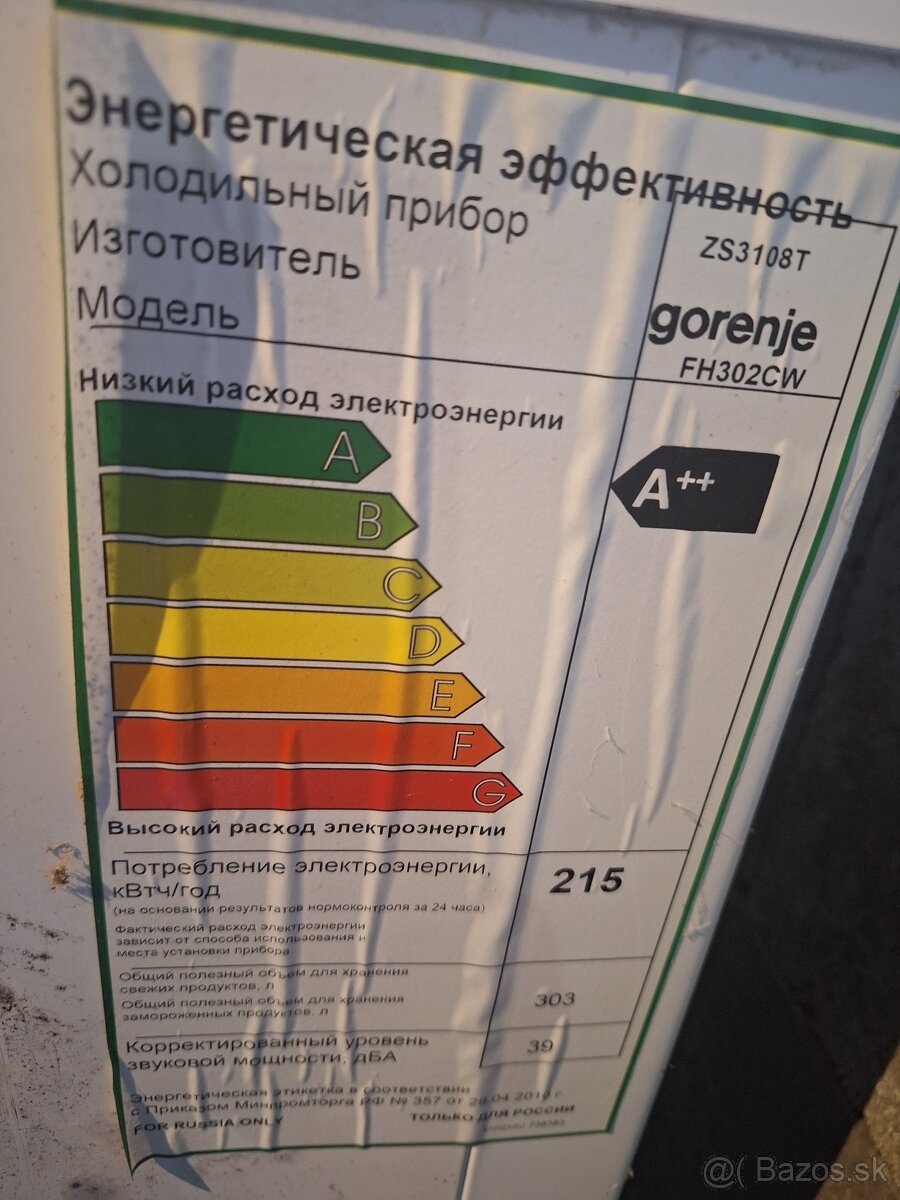 Энергетическая эффективность
Холодильный прибор
ZS3108T
Изготовитель
gorenje
Модель
FH302CW
Низкий расход электроэнергии
A
A++
B
C
D
E
F
G
Высокий расход электроэнергии
Потребление электроэнергии,
кВтч/год
215
(на основании результатов нормоконтроля за 24 часа)
Фактический расход электроэнергии
зависит от способа использования и
места установки прибора
Общий полезный объем для хранения
свежих продуктов, л
Общий полезный объем для хранения
замороженных продуктов, л
303
Корректированный уровень
звуковой мощности, дБА
39
Энергетическая этикетка в соответствии
с Приказом Минпромторга РФ № 357 от 29.04.2010 г.
FOR RUSSIA ONLY
ТОЛЬКО ДЛЯ РОССИИ
@( Bazos.sk